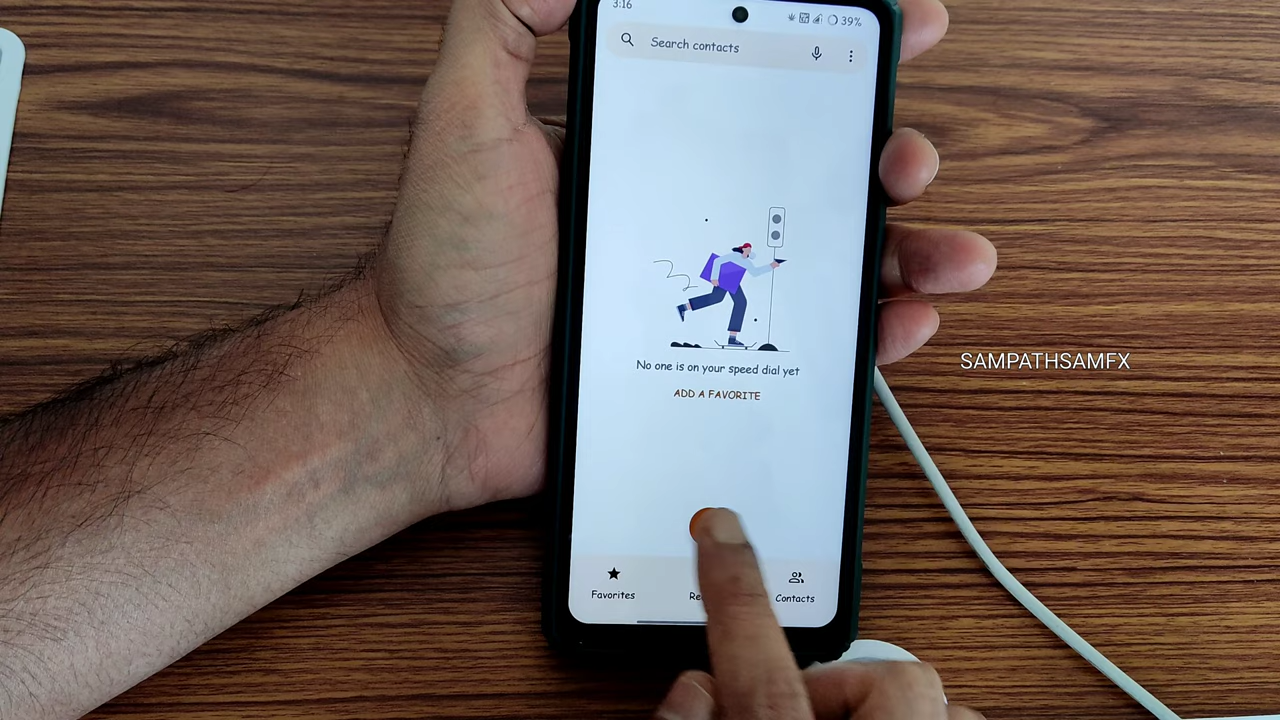 3:16
39%
Search contacts
SAMPATHSAMFX
No one is on your speed dial yet
ADD A FAVORITE
Favorites
Contacts